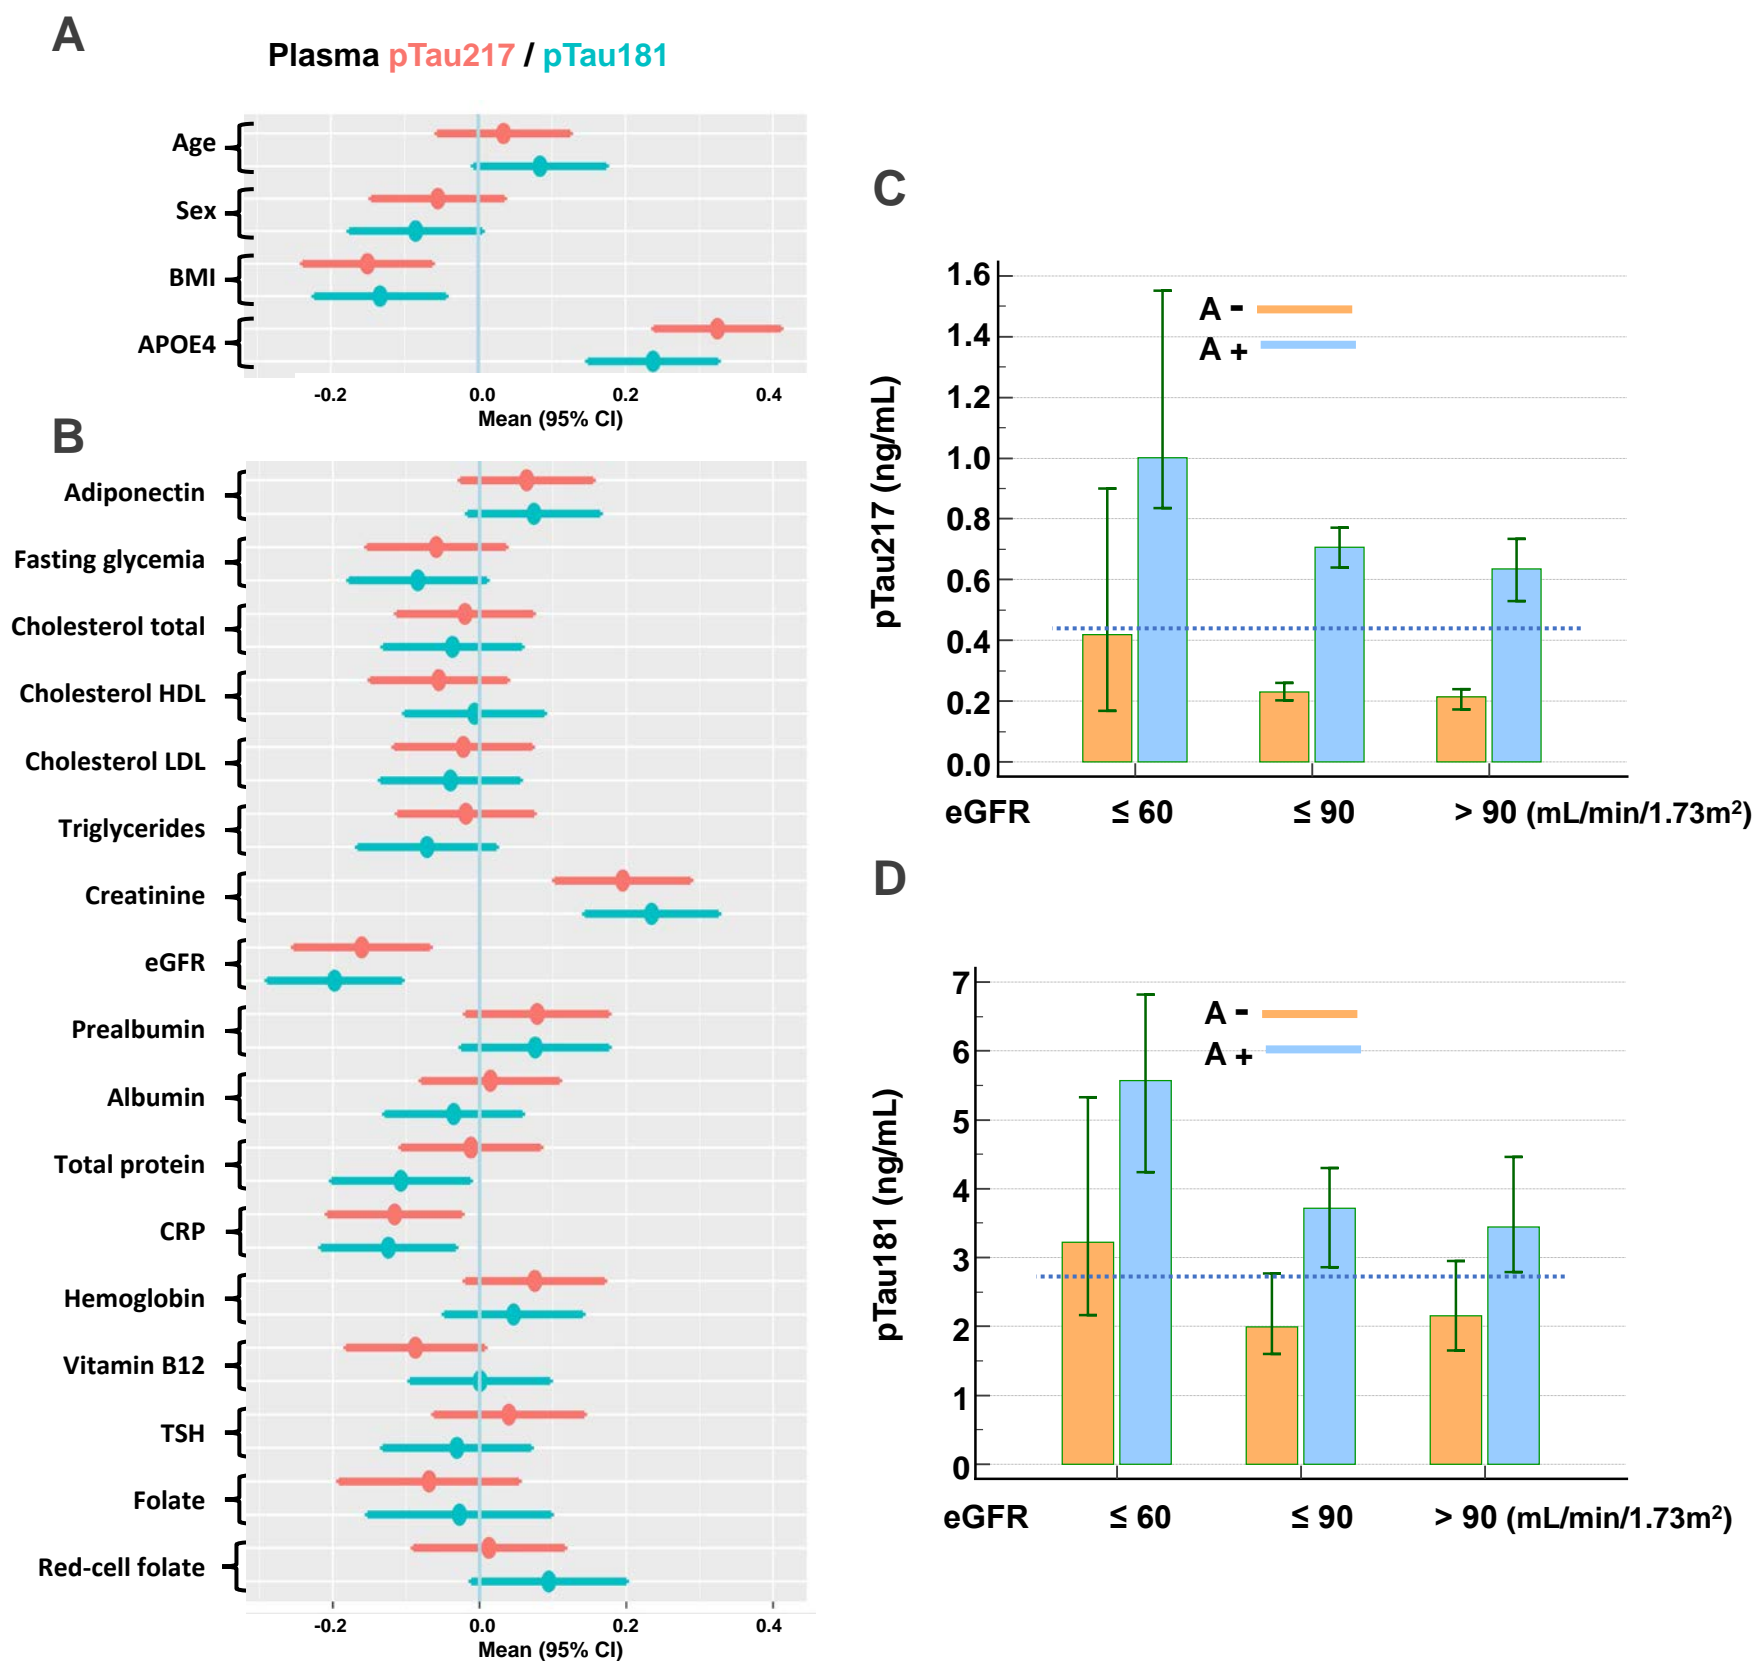 A
Plasma pTau217 / pTau181
Age
Sex
BMI
APOE4
-0.2 0.0 0.2 0.4
Mean (95% CI)
B
Adiponectin
Fasting glycemia
Cholesterol total
Cholesterol HDL
Cholesterol LDL
Triglycerides
Creatinine
eGFR
Prealbumin
Albumin
Total protein
CRP
Hemoglobin
Vitamin B12
TSH
Folate
Red-cell folate
-0.2 0.0 0.2 0.4
Mean (95% CI)
C
pTau217 (ng/mL)
1.6
1.4
1.2
1.0
0.8
0.6
0.4
0.2
0.0
A -
A +
eGFR ≤ 60 ≤ 90 > 90 (mL/min/1.73m²)
D
pTau181 (ng/mL)
7
6
5
4
3
2
1
0
A -
A +
eGFR ≤ 60 ≤ 90 > 90 (mL/min/1.73m²)